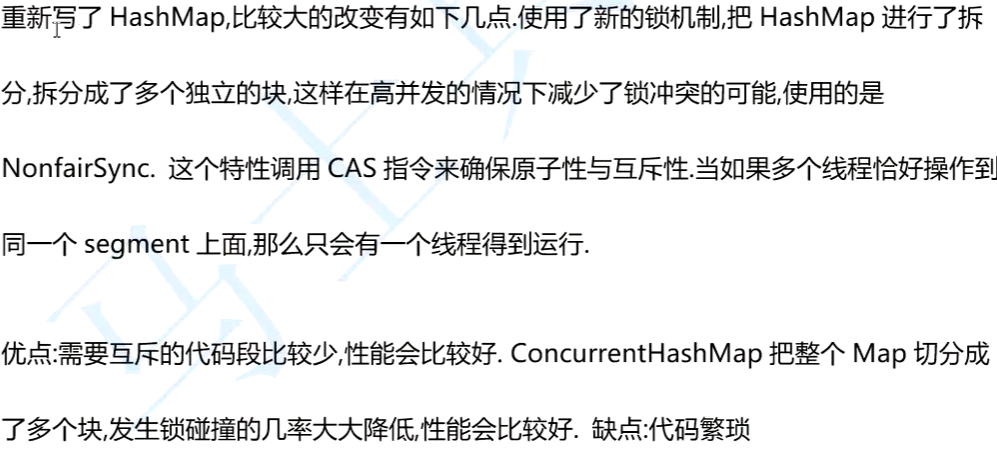 重新写了 HashMap,比较大的改变有如下几点.使用了新的锁机制,把 HashMap 进行了拆
分,拆分成了多个独立的块,这样在高并发的情况下减少了锁冲突的可能,使用的是
NonfairSync. 这个特性调用 CAS 指令来确保原子性与互斥性.当如果多个线程恰好操作到
同一个 segment 上面,那么只会有一个线程得到运行.
优点:需要互斥的代码段比较少,性能会比较好. ConcurrentHashMap 把整个 Map 切分成
了多个块,发生锁碰撞的几率大大降低,性能会比较好. 缺点:代码繁琐